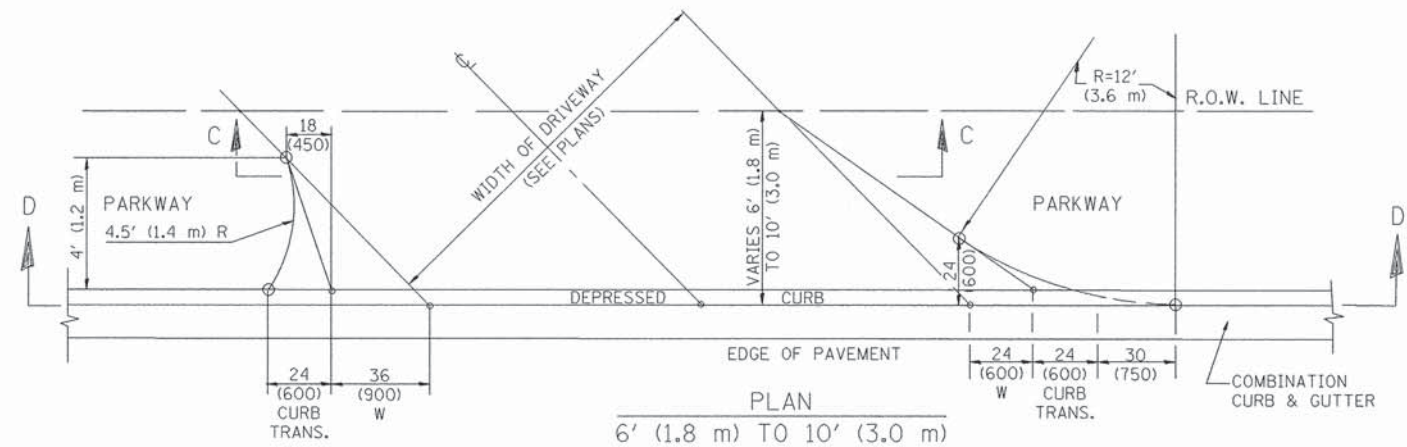 ℄
WIDTH OF DRIVEWAY
(SEE PLANS)
R=12'
(3.6 m)
R.O.W. LINE
C
18
(450)
C
4' (1.2 m)
PARKWAY
4.5' (1.4 m) R
VARIES 6' (1.8 m)
TO 10' (3.0 m)
PARKWAY
D
D
24
(600)
DEPRESSED CURB
EDGE OF PAVEMENT
24
(600)
CURB
TRANS.
36
(900)
W
24
(600)
W
24
(600)
CURB
TRANS.
30
(750)
COMBINATION
CURB & GUTTER
PLAN
6' (1.8 m) TO 10' (3.0 m)